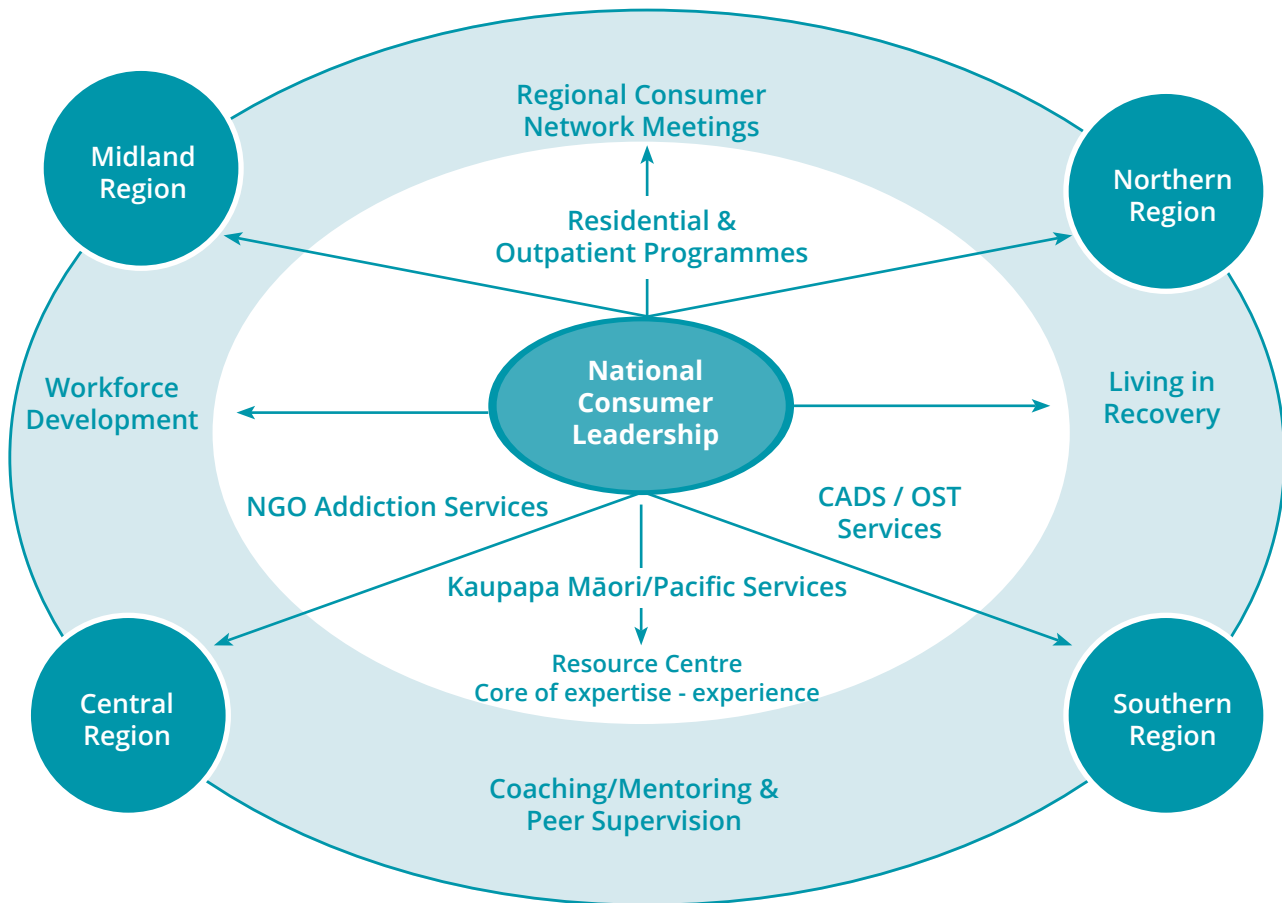 Regional Consumer
Network Meetings
Midland
Region
Northern
Region
Residential &
Outpatient Programmes
National
Consumer
Leadership
Workforce
Development
Living in
Recovery
NGO Addiction Services
CADS / OST
Services
Kaupapa Māori/Pacific Services
Resource Centre
Core of expertise - experience
Central
Region
Southern
Region
Coaching/Mentoring &
Peer Supervision